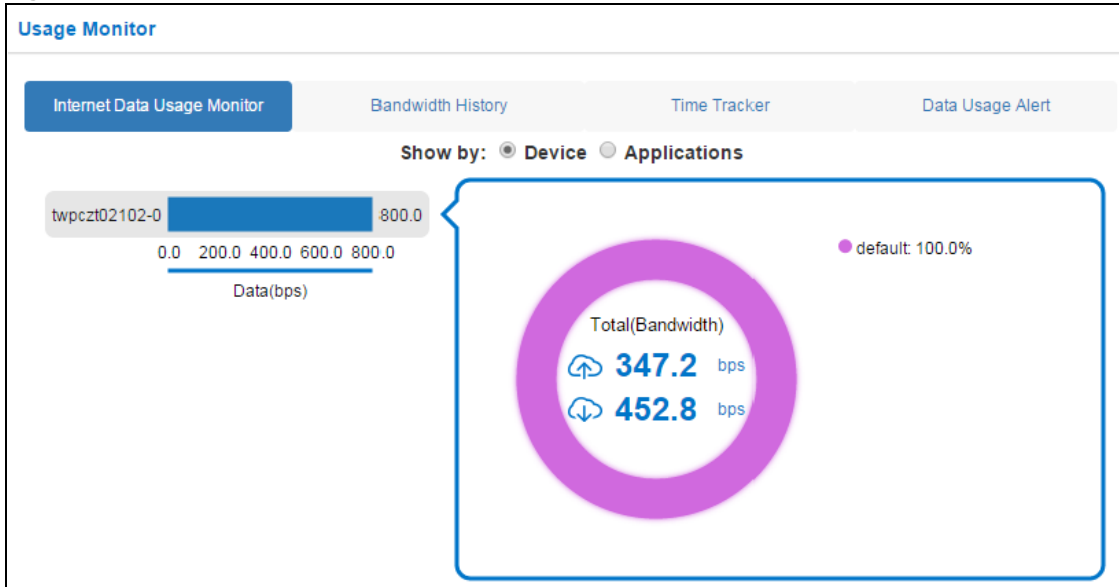 Usage Monitor
Internet Data Usage Monitor Bandwidth History Time Tracker Data Usage Alert
Show by: Device Applications
twpczt02102-0 800.0
0.0 200.0 400.0 600.0 800.0
Data(bps)
default: 100.0%
Total(Bandwidth)
347.2 bps
452.8 bps